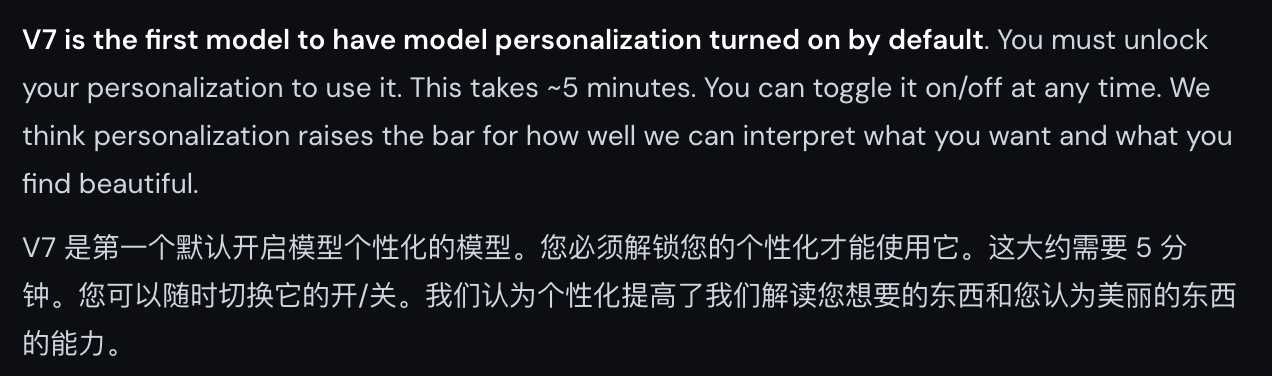 V7 is the first model to have model personalization turned on by default. You must unlock
your personalization to use it. This takes ~5 minutes. You can toggle it on/off at any time. We
think personalization raises the bar for how well we can interpret what you want and what you
find beautiful.
V7 是第一个默认开启模型个性化的模型。您必须解锁您的个性化才能使用它。这大约需要 5 分
钟。您可以随时切换它的开/关。我们认为个性化提高了我们解读您想要的东西和您认为美丽的东西
的能力。